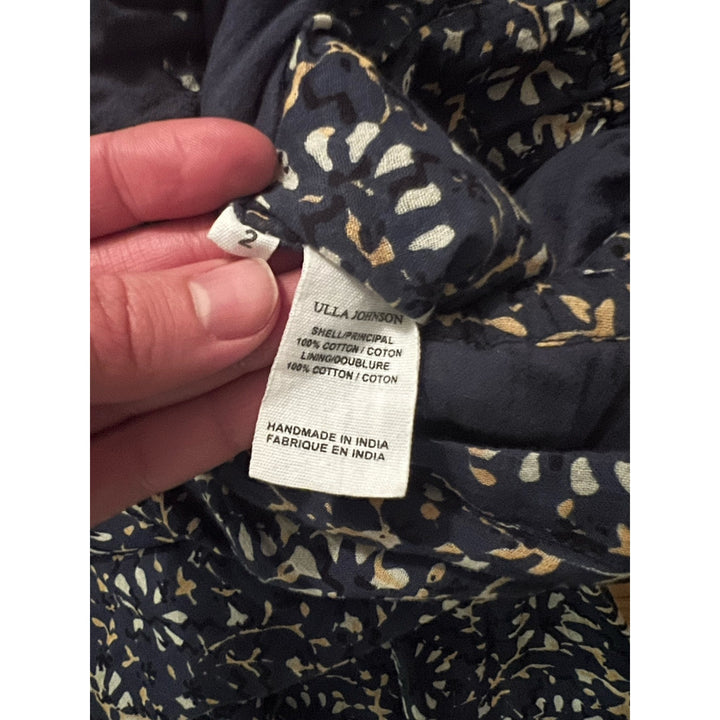 2
ULLA JOHNSON
SHELL/PRINCIPAL
100% COTTON / COTON
LINING/DOUBLURE
100% COTTON / COTON
HANDMADE IN INDIA
FABRIQUE EN INDIA